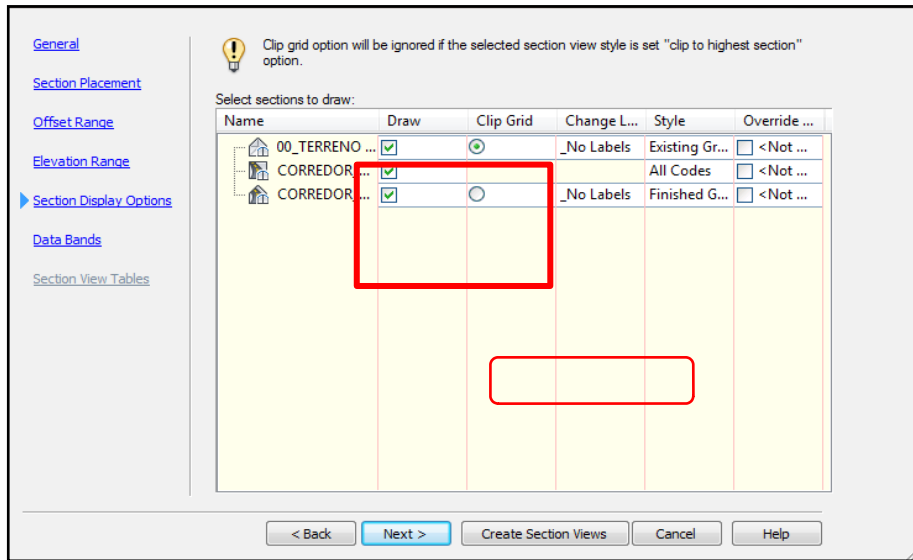 General
Section Placement
Offset Range
Elevation Range
Section Display Options
Data Bands
Section View Tables
Clip grid option will be ignored if the selected section view style is set "clip to highest section"
option.
Select sections to draw:
Name Draw Clip Grid Change L... Style Override ...
00_TERRENO ... _No Labels Existing Gr... <Not ...
CORREDOR_... All Codes <Not ...
CORREDOR_... _No Labels Finished G... <Not ...
< Back Next > Create Section Views Cancel Help